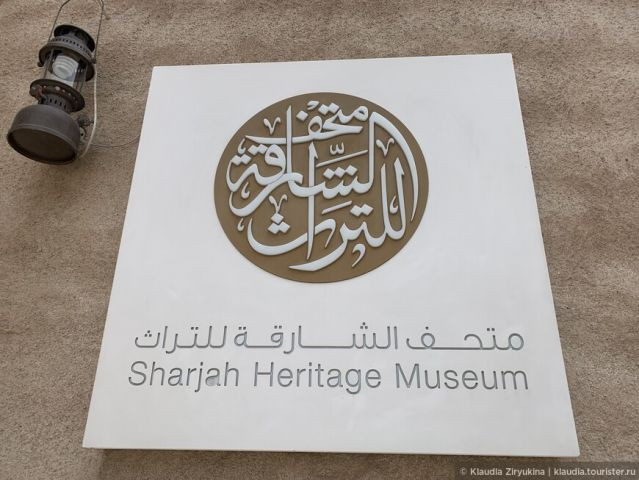 متحف الشارقة للتراث
متحف الشارقة للتراث
Sharjah Heritage Museum
© Klaudia Ziryukina | klaudia.tourister.ru